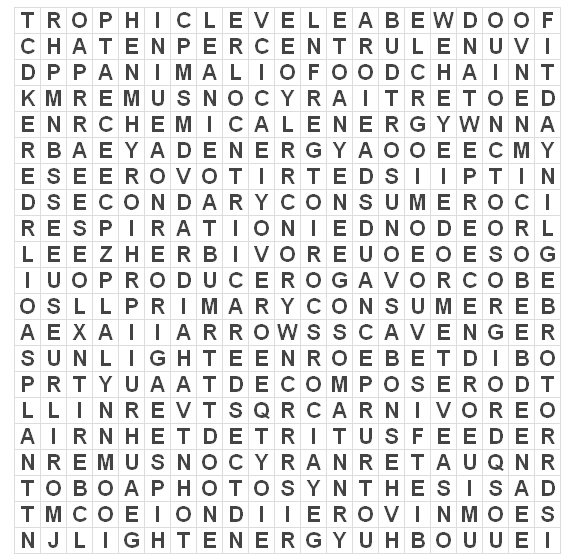 T R O P H I C L E V E L E A B E W D O O F
C H A T E N P E R C E N T R U L E N U V I
D P P A N I M A L I O F O O D C H A I N T
K M R E M U S N O C Y R A I T R E T O E D
E N R C H E M I C A L E N E R G Y W N N A
R B A E Y A D E N E R G Y A O O E E C M Y
E S E E R O V O T I R T E D S I I P T I N
D S E C O N D A R Y C O N S U M E R O C I
R E S P I R A T I O N I E D N O D E O R L
L E E Z H E R B I V O R E U O E O E S O G
I U O P R O D U C E R O G A V O R C O B E
O S L L P R I M A R Y C O N S U M E R E B
A E X A I I A R R O W S S C A V E N G E R
S U N L I G H T E E N R O E B E T D I B O
P R T Y U A A T D E C O M P O S E R O D T
L L I N R E V T S Q R C A R N I V O R E O
A I R N H E T D E T R I T U S F E E D E R
N R E M U S N O C Y R A N R E T A U Q N R
T O B O A P H O T O S Y N T H E S I S A D
T M C O E I O N D I I E R O V I N M O E S
N J L I G H T E N E R G Y U H B O U U E I